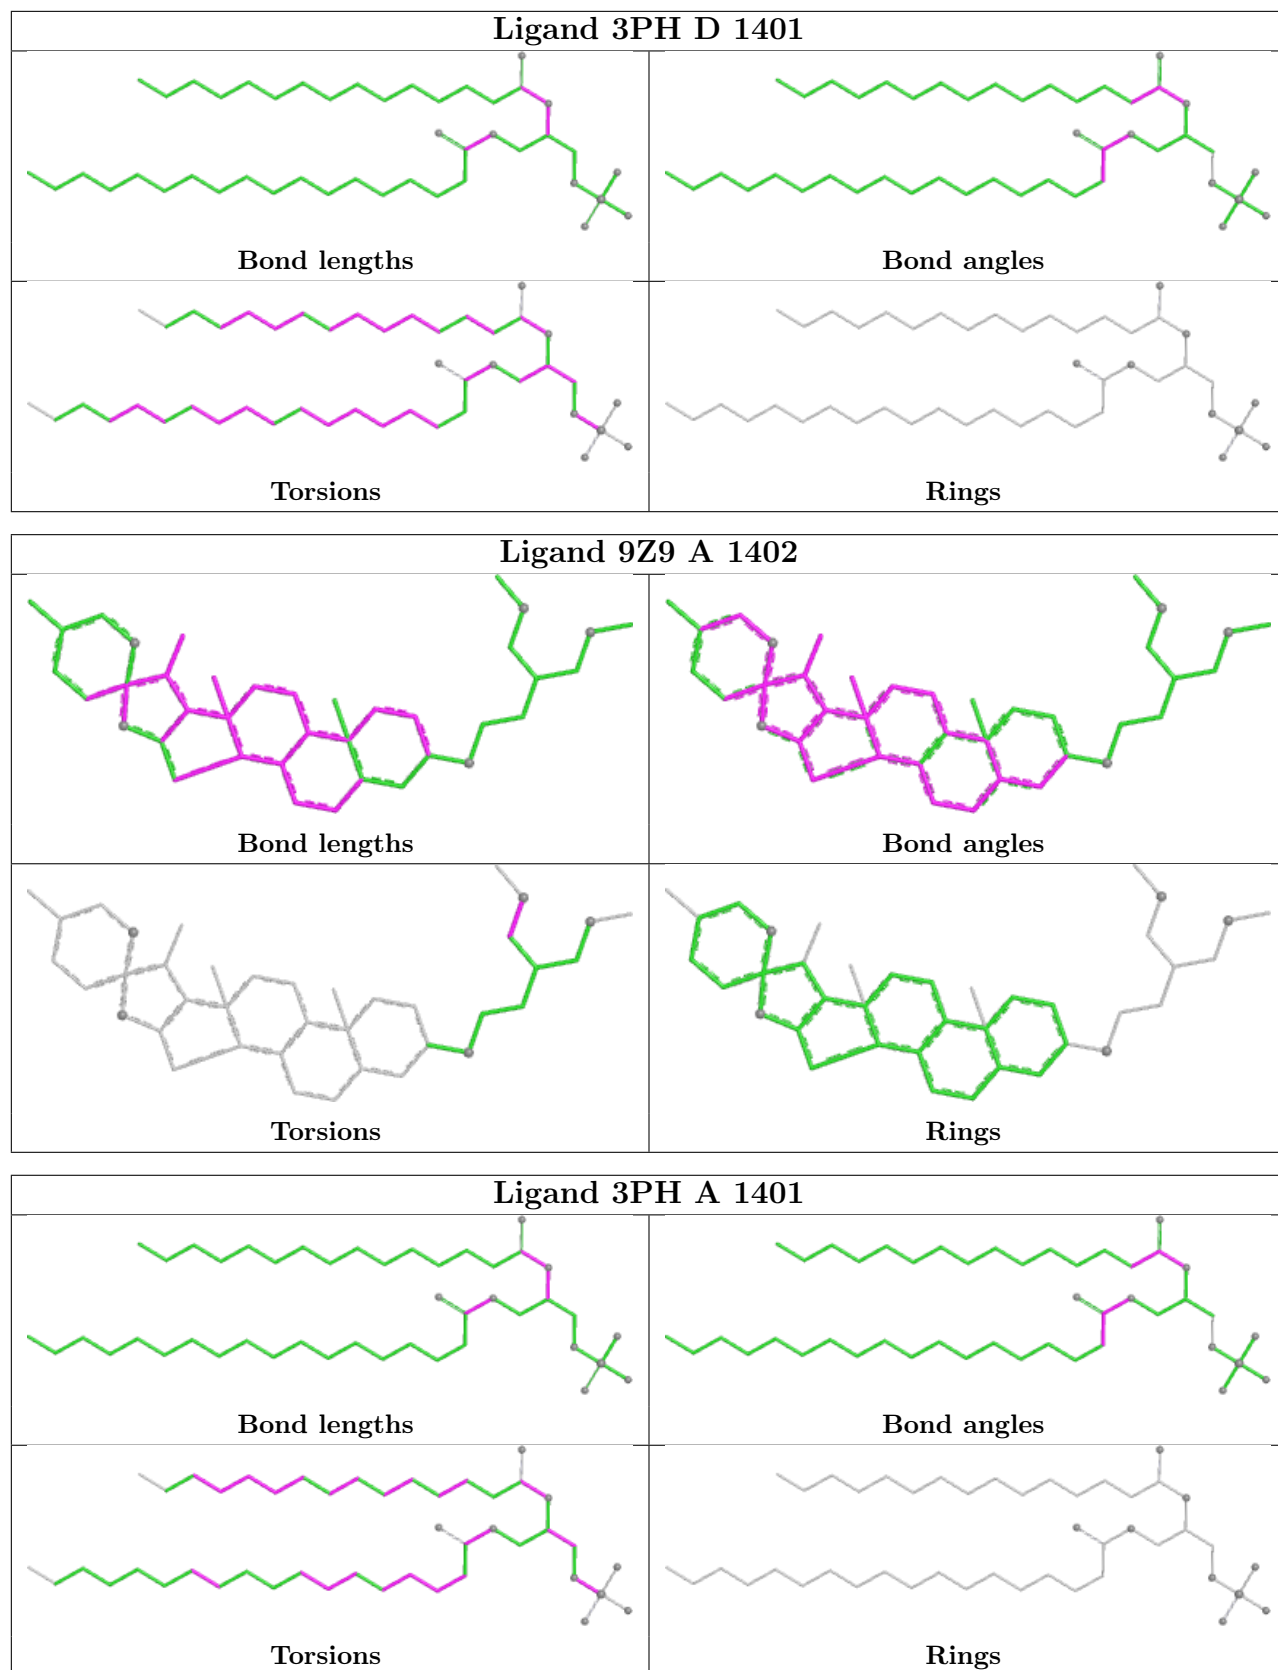 Ligand 3PH D 1401
Bond lengths
Bond angles
Torsions
Rings
Ligand 9Z9 A 1402
Bond lengths
Bond angles
Torsions
Rings
Ligand 3PH A 1401
Bond lengths
Bond angles
Torsions
Rings